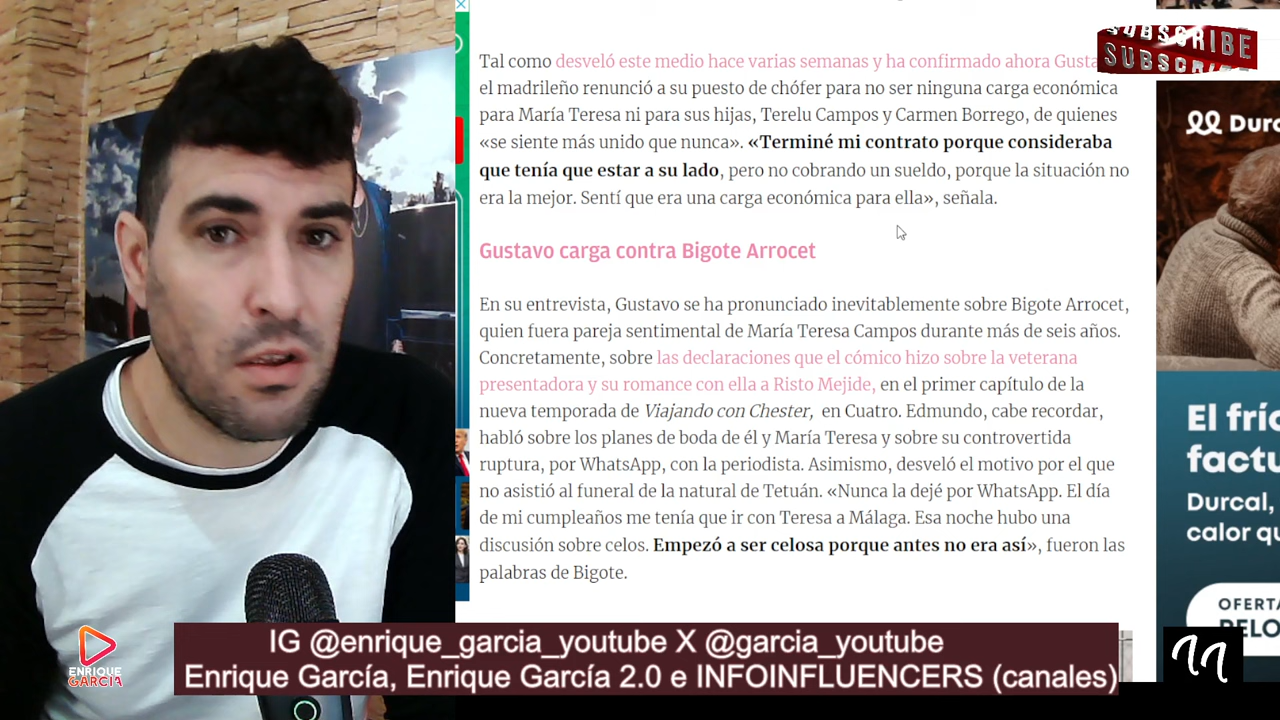 SUBSCRIBE
SUBSCRIBE
Tal como desveló este medio hace varias semanas y ha confirmado ahora
el madrileño renunció a su puesto de chófer para no ser ninguna carga económica
para María Teresa ni para sus hijas, Terelu Campos y Carmen Borrego, de quienes
«se siente más unido que nunca». «Terminé mi contrato porque consideraba
que tenía que estar a su lado, pero no cobrando un sueldo, porque la situación no
era la mejor. Sentí que era una carga económica para ella», señala.
Gustavo carga contra Bigote Arrocet
En su entrevista, Gustavo se ha pronunciado inevitablemente sobre Bigote Arrocet,
quien fuera pareja sentimental de María Teresa Campos durante más de seis años.
Concretamente, sobre las declaraciones que el cómico hizo sobre la veterana
presentadora y su romance con ella a Risto Mejide, en el primer capítulo de la
nueva temporada de Viajando con Chester, en Cuatro. Edmundo, cabe recordar,
habló sobre los planes de boda de él y María Teresa y sobre su controvertida
ruptura, por WhatsApp, con la periodista. Asimismo, desveló el motivo por el que
no asistió al funeral de la natural de Tetuán. «Nunca la dejé por WhatsApp. El día
de mi cumpleaños me tenía que ir con Teresa a Málaga. Esa noche hubo una
discusión sobre celos. Empezó a ser celosa porque antes no era así», fueron las
palabras de Bigote.
Durc
El frí
factu
Durcal,
calor qu
OFERTA
RELO
ENRIQUE
GARCÍA
IG @enrique_garcia_youtube X @garcia_youtube
Enrique García, Enrique García 2.0 e INFONFLUENCERS (canales)